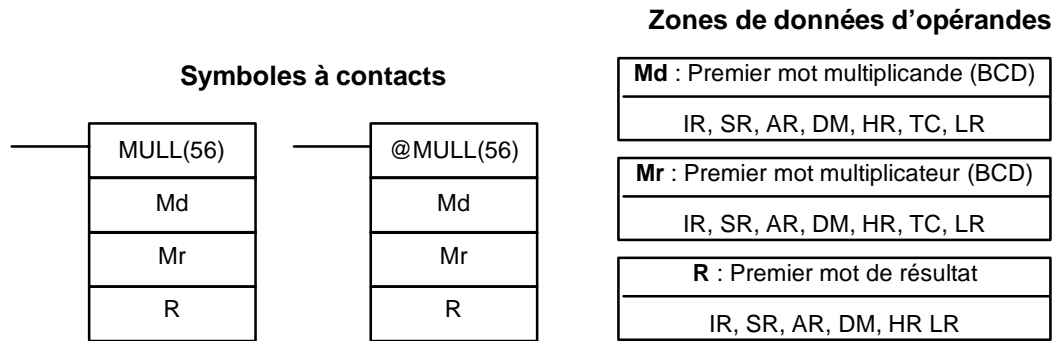 Zones de données d’opérandes
Symboles à contacts
MULL(56)
Md
Mr
R
@MULL(56)
Md
Mr
R
Md : Premier mot multiplicande (BCD)
IR, SR, AR, DM, HR, TC, LR
Mr : Premier mot multiplicateur (BCD)
IR, SR, AR, DM, HR, TC, LR
R : Premier mot de résultat
IR, SR, AR, DM, HR LR